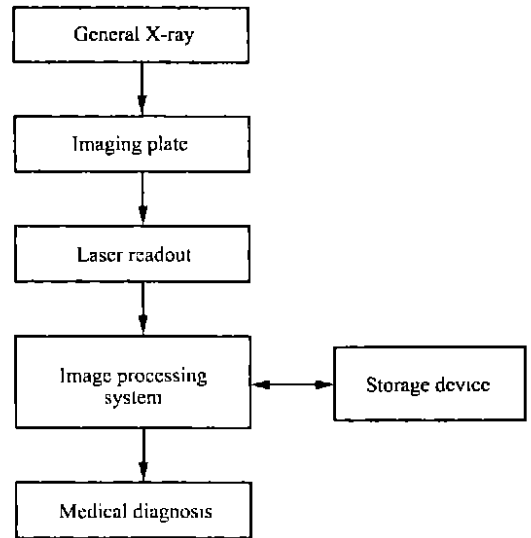 General X-ray
Imaging plate
Laser readout
Image processing
system
Storage device
Medical diagnosis